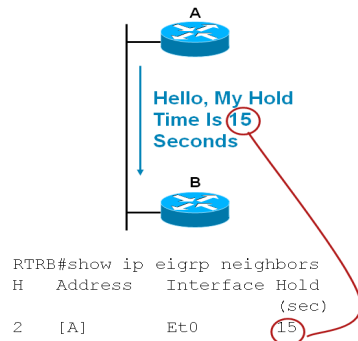 A
Hello, My Hold
Time Is 15
Seconds
B
RTRB#show ip eigrp neighbors
H Address Interface Hold
(sec)
2 [A] Et0 15